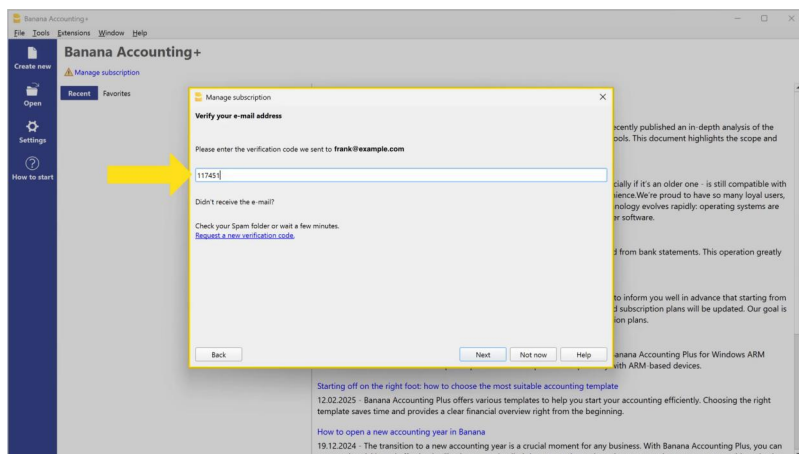 Banana Accounting+
File Tools Extensions Window Help
Create new
Open
Settings
How to start
Banana Accounting+
Manage subscription
Recent Favorites
Manage subscription
Verify your e-mail address
Please enter the verification code we sent to frank@example.com
117451
Didn't receive the e-mail?
Check your Spam folder or wait a few minutes.
Request a new verification code.
Back Next Not now Help
recently published an in-depth analysis of the
ools. This document highlights the scope and
cially if it's an older one - is still compatible with
ience.We're proud to have so many loyal users,
nology evolves rapidly: operating systems are
er software.
d from bank statements. This operation greatly
to inform you well in advance that starting from
d subscription plans will be updated. Our goal is
ion plans.
anana Accounting Plus for Windows ARM
with ARM-based devices.
Starting off on the right foot: how to choose the most suitable accounting template
12.02.2025 - Banana Accounting Plus offers various templates to help you start your accounting efficiently. Choosing the right
template saves time and provides a clear financial overview right from the beginning.
How to open a new accounting year in Banana
19.12.2024 - The transition to a new accounting year is a crucial moment for any business. With Banana Accounting Plus, you can